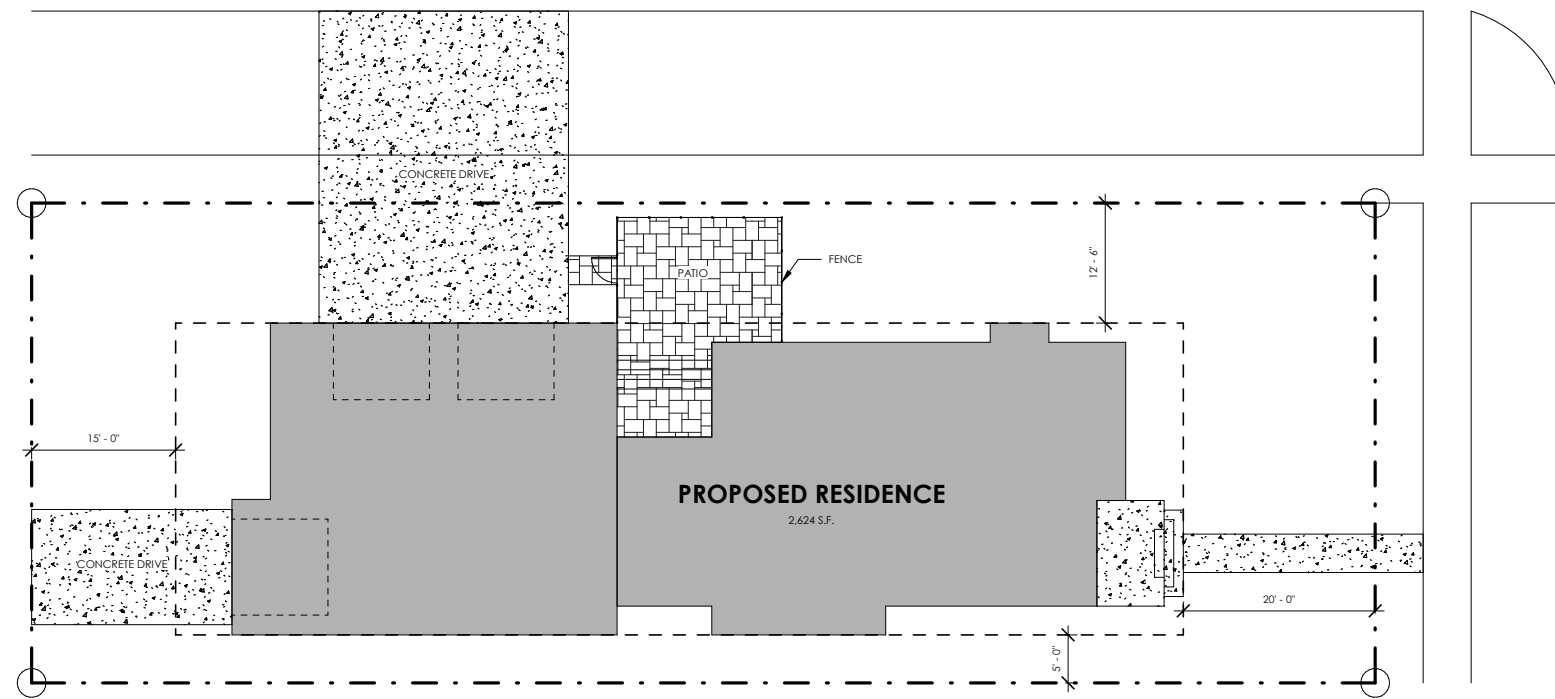 CONCRETE DRIVE
PATIO
FENCE
12' - 6"
15' - 0"
PROPOSED RESIDENCE
2,624 S.F.
CONCRETE DRIVE
20' - 0"
5' - 0"